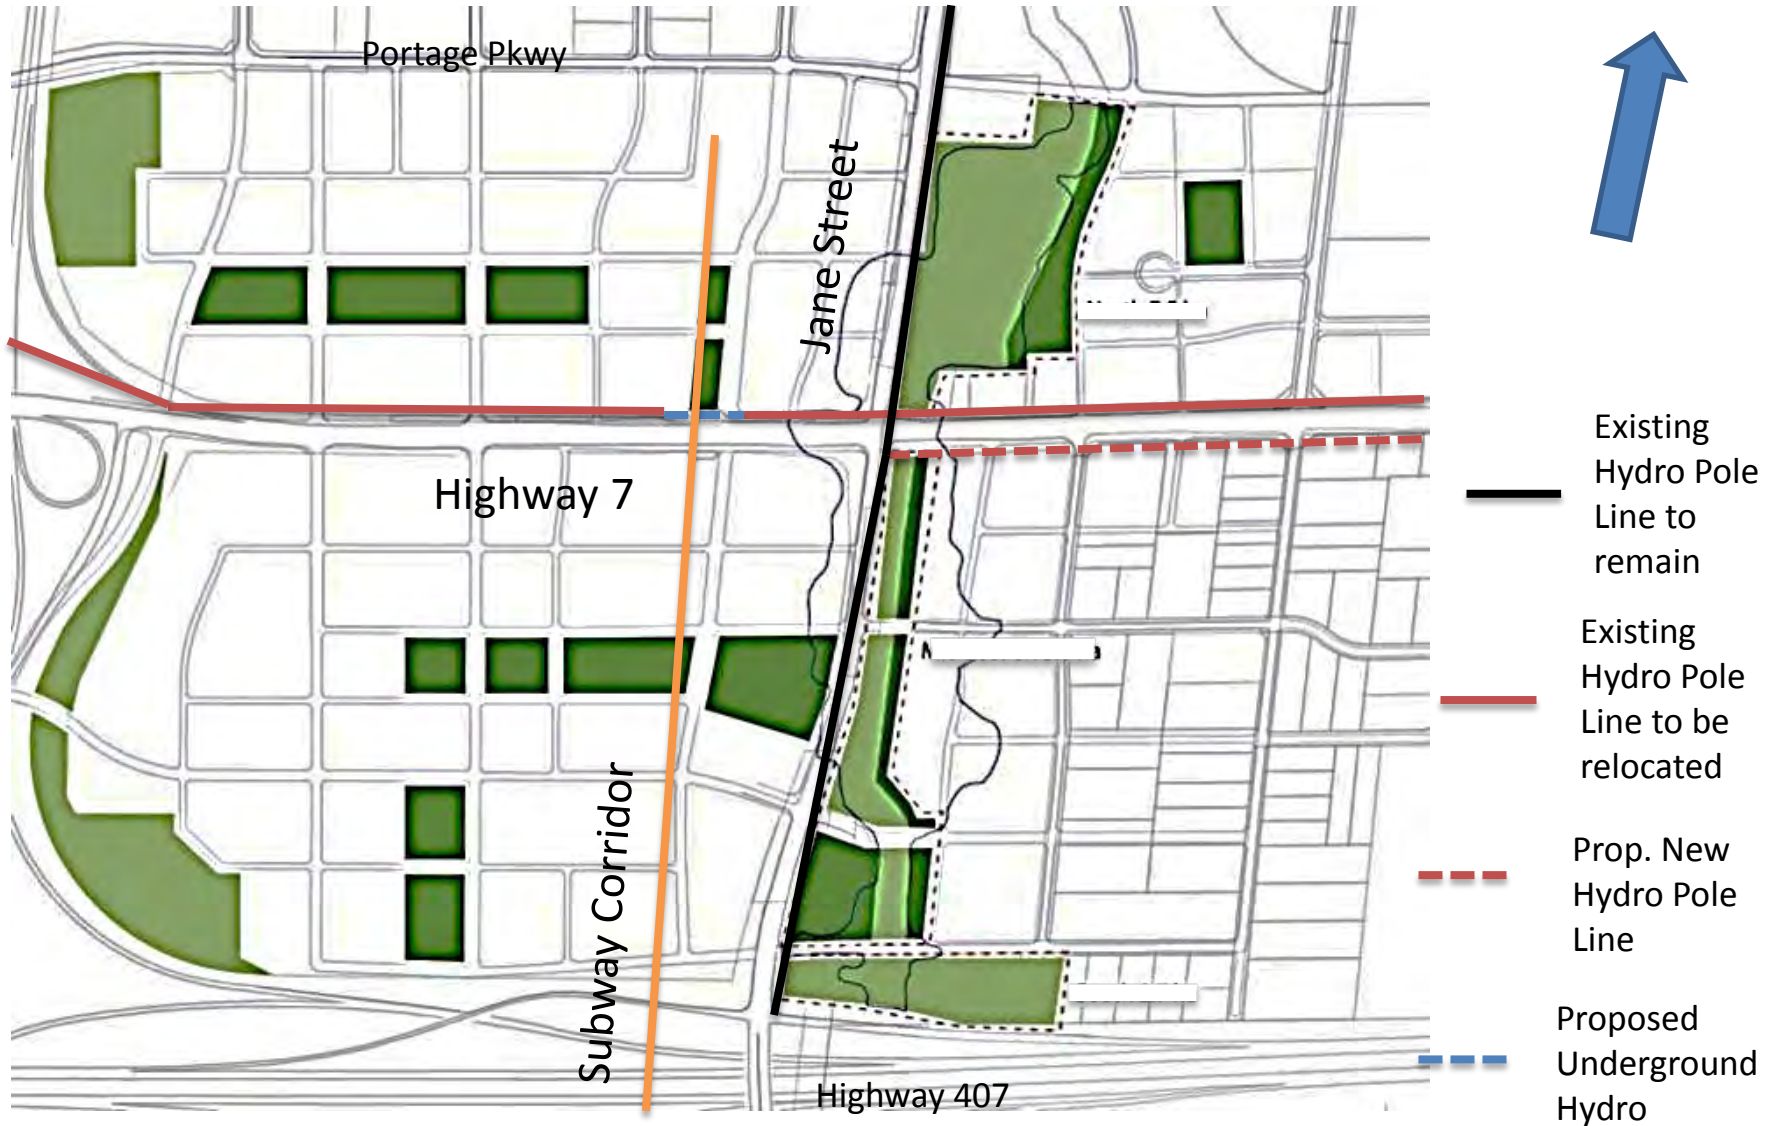 Portage Pkwy
Jane Street
Highway 7
Subway Corridor
Highway 407
Existing
Hydro Pole
Line to
remain
Existing
Hydro Pole
Line to be
relocated
Prop. New
Hydro Pole
Line
Proposed
Underground
Hydro